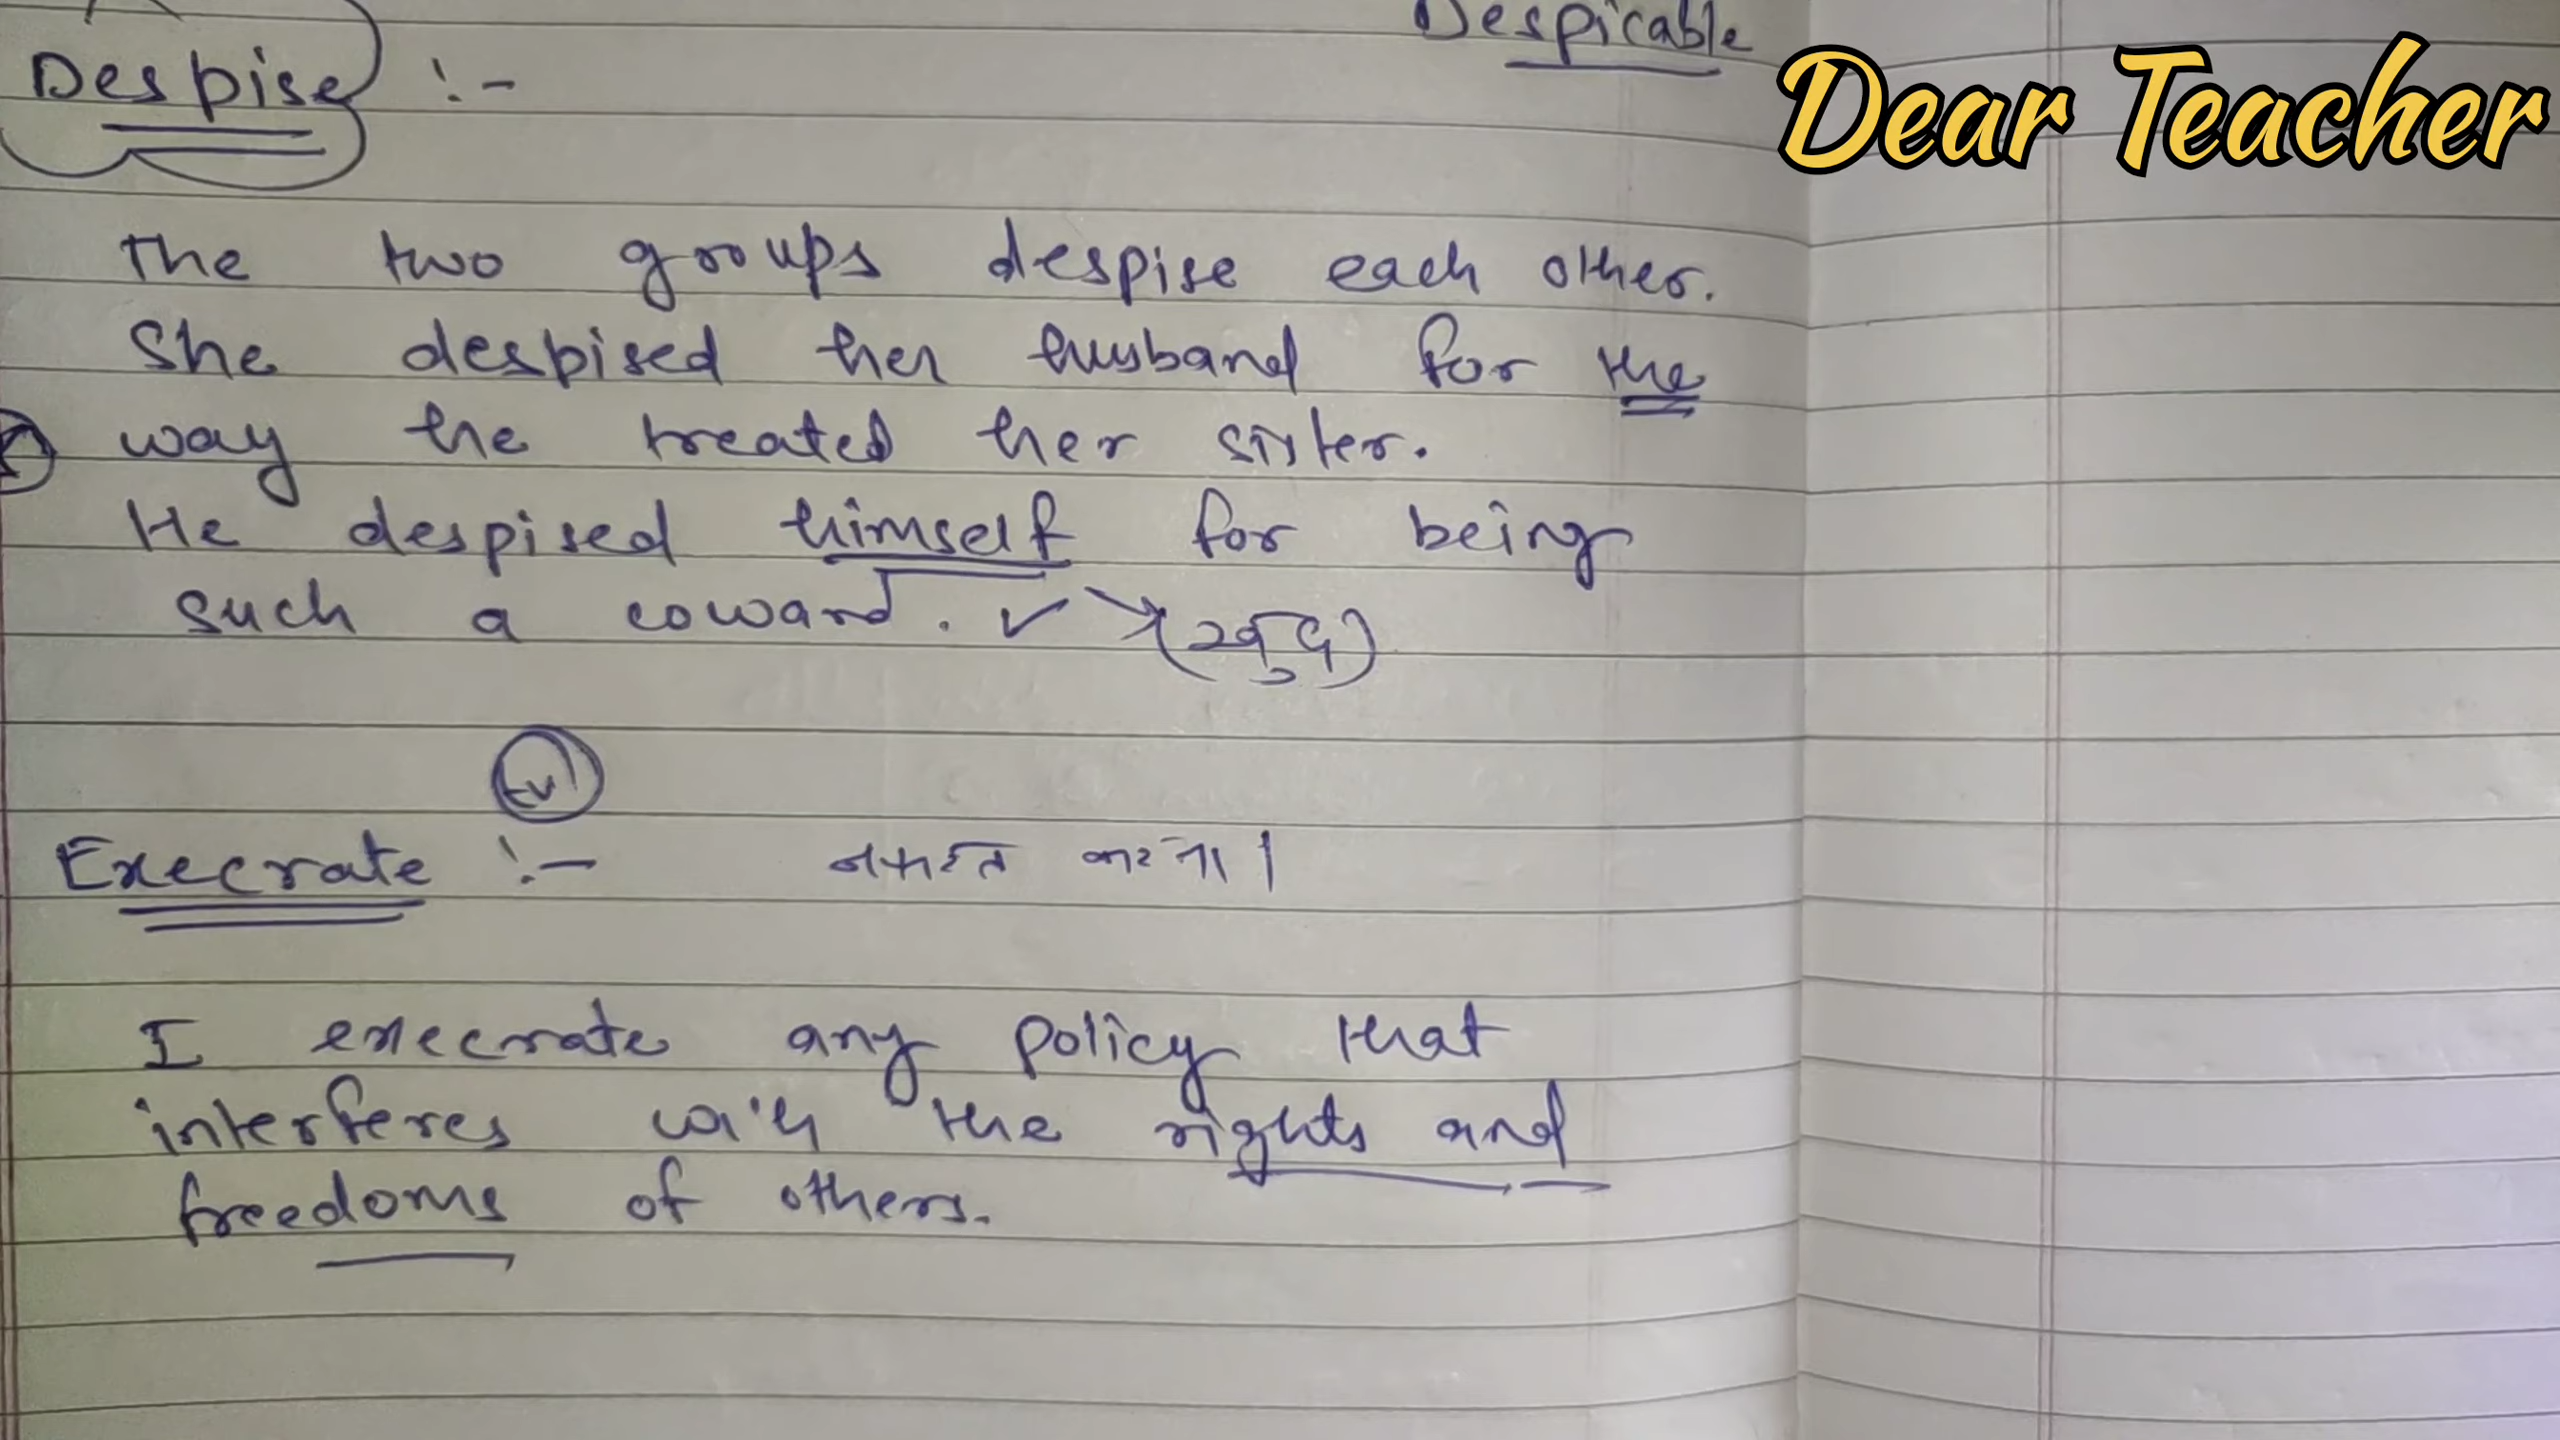 Despicable
Dear Teacher
Despise :-
The two groups despise each other.
She despised her husband for the
way he treated her sister.
He despised himself for being
such a coward. ✓ → (खुद)
Execrate :- नफरत करना।
I execrate any policy that
interferes with the rights and
freedoms of others.